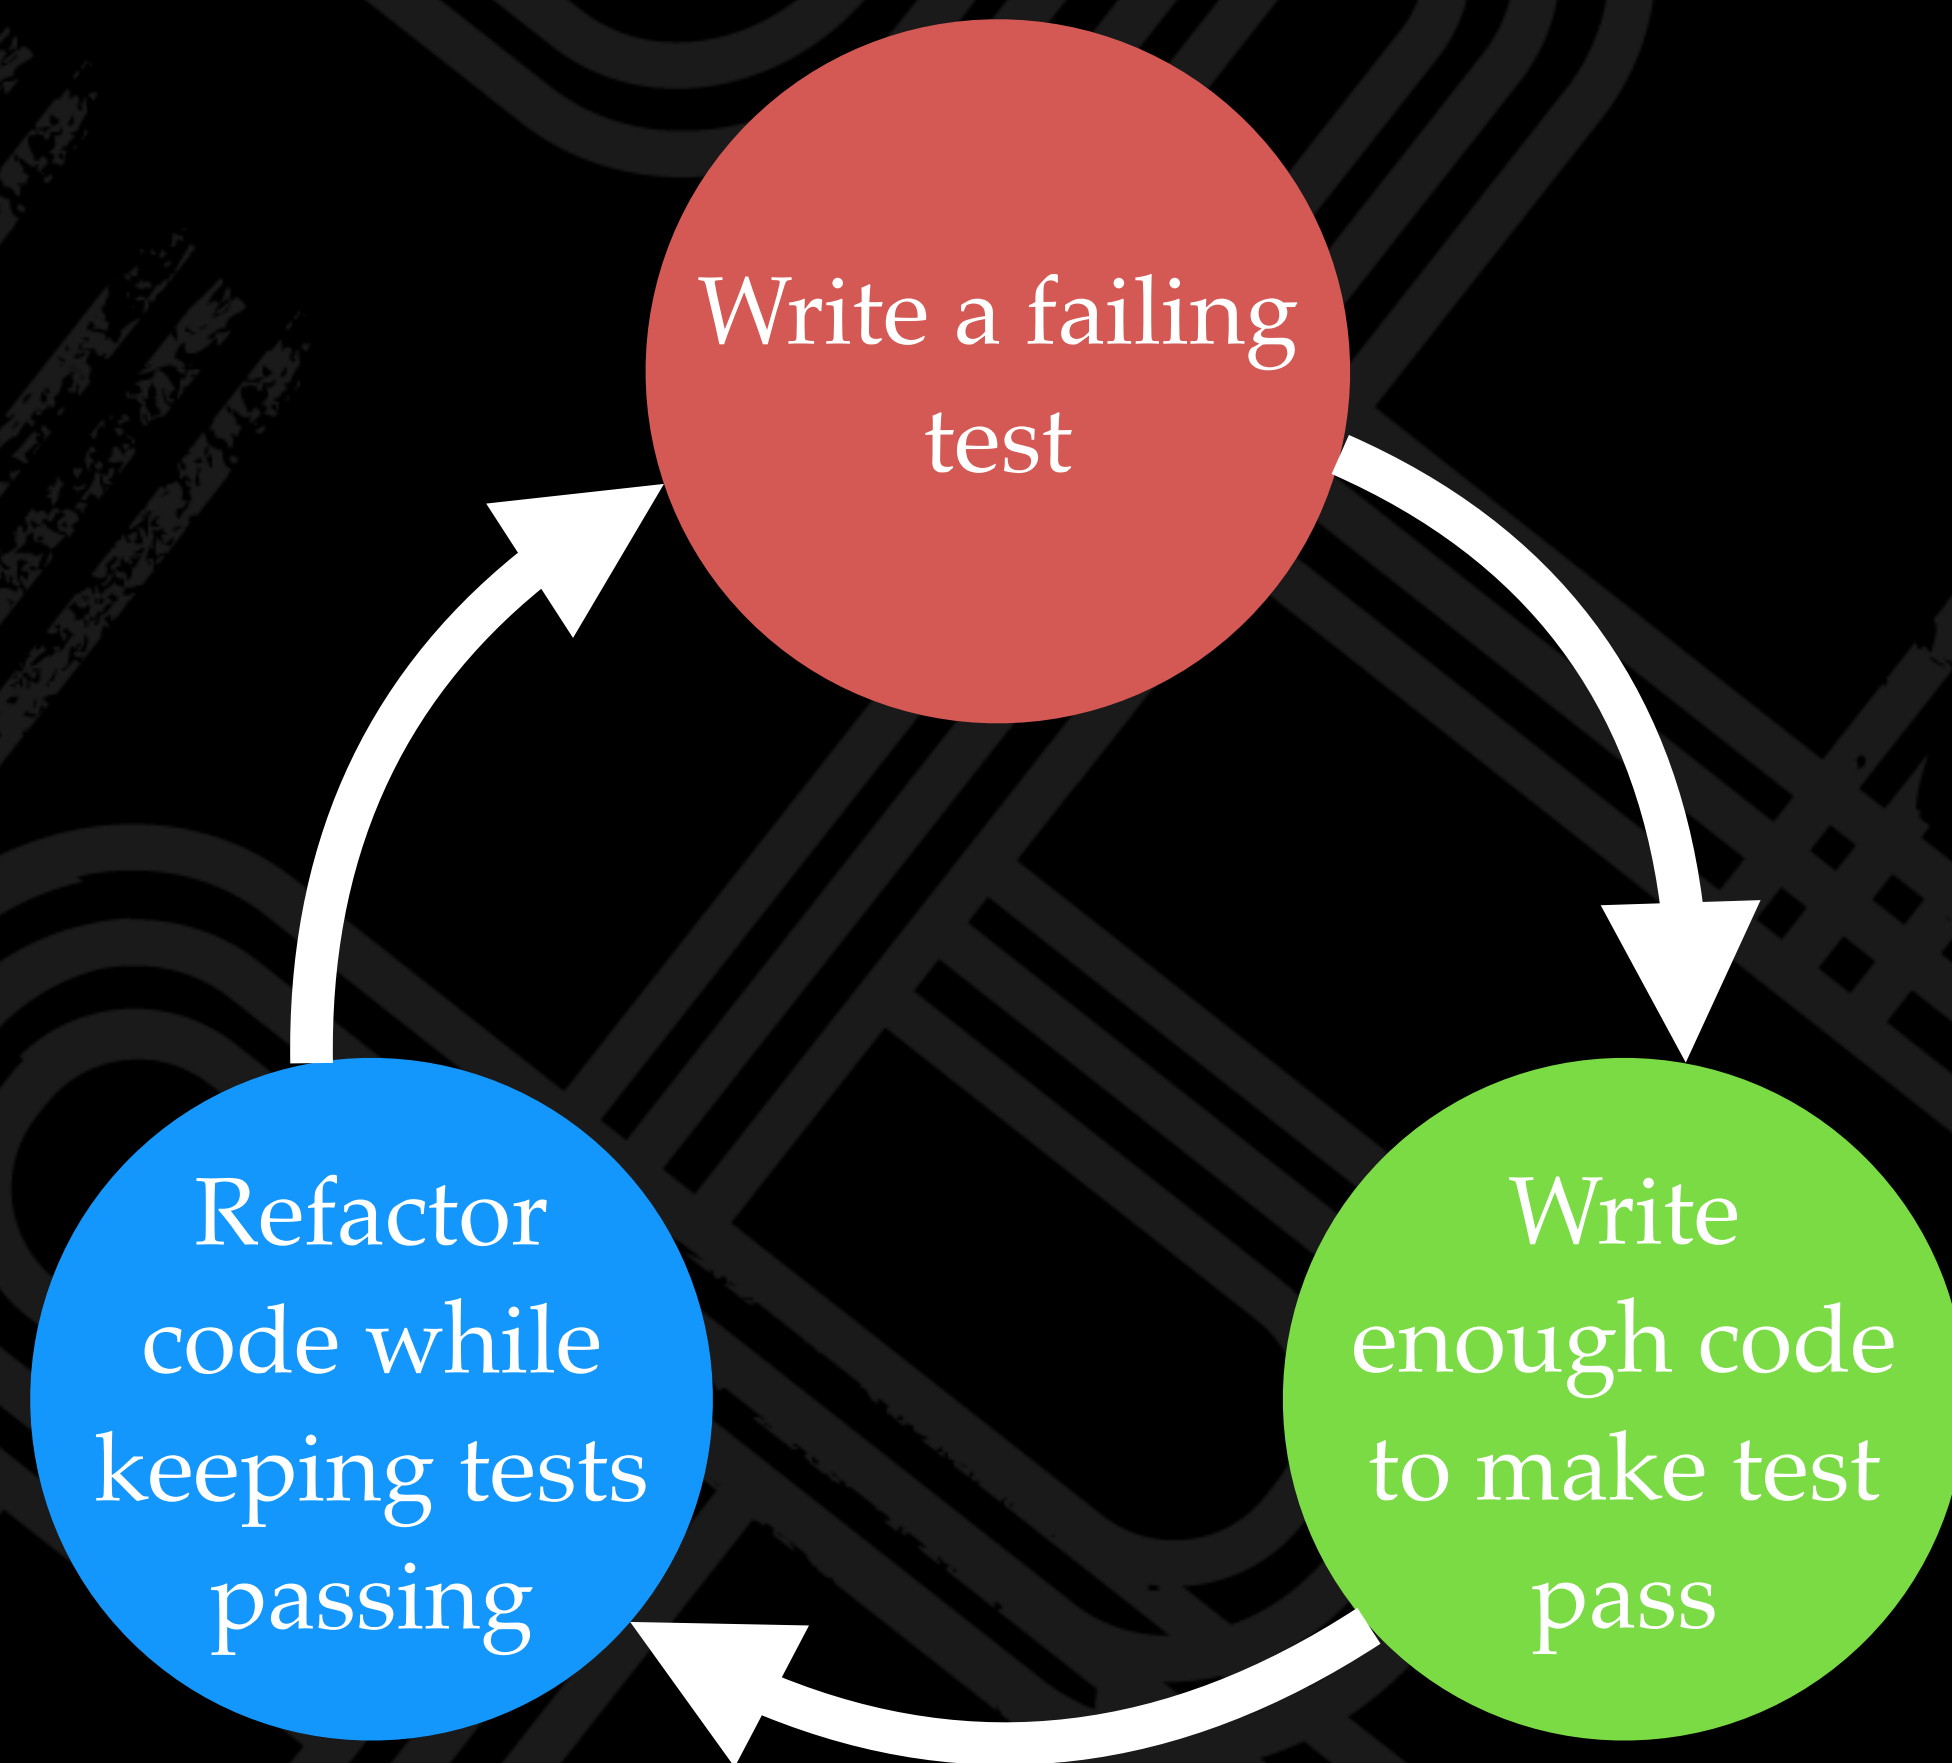 Write a failing
test
Write
enough code
to make test
pass
Refactor
code while
keeping tests
passing